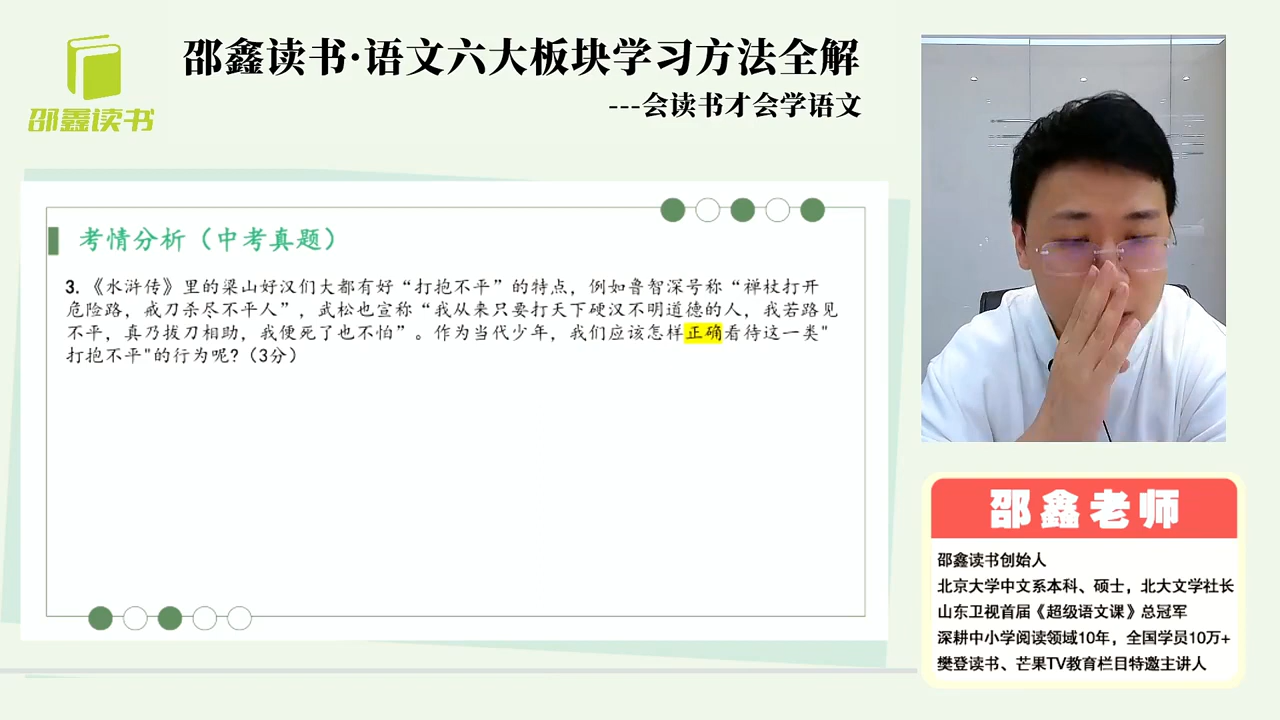 邵鑫读书
邵鑫读书·语文六大板块学习方法全解
---会读书才会学语文
考情分析（中考真题）
3.《水浒传》里的梁山好汉们大都有好“打抱不平”的特点，例如鲁智深号称“禅杖打开
危险路，戒刀杀尽不平人”，武松也宣称“我从来只要打天下硬汉不明道德的人，我若路见
不平，真乃拔刀相助，我便死了也不怕”。作为当代少年，我们应该怎样正确看待这一类"
打抱不平"的行为呢?（3分）
邵鑫老师
邵鑫读书创始人
北京大学中文系本科、硕士，北大文学社长
山东卫视首届《超级语文课》总冠军
深耕中小学阅读领域10年，全国学员10万+
樊登读书、芒果TV教育栏目特邀主讲人